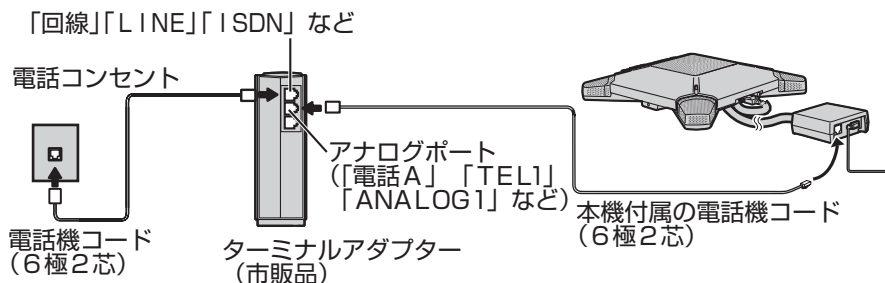 「回線」「LINE」「ISDN」など
電話コンセント
アナログポート
（「電話A」「TEL1」
「ANALOG1」など）
本機付属の電話機コード
（6極2芯）
電話機コード
（6極2芯）
ターミナルアダプター
（市販品）